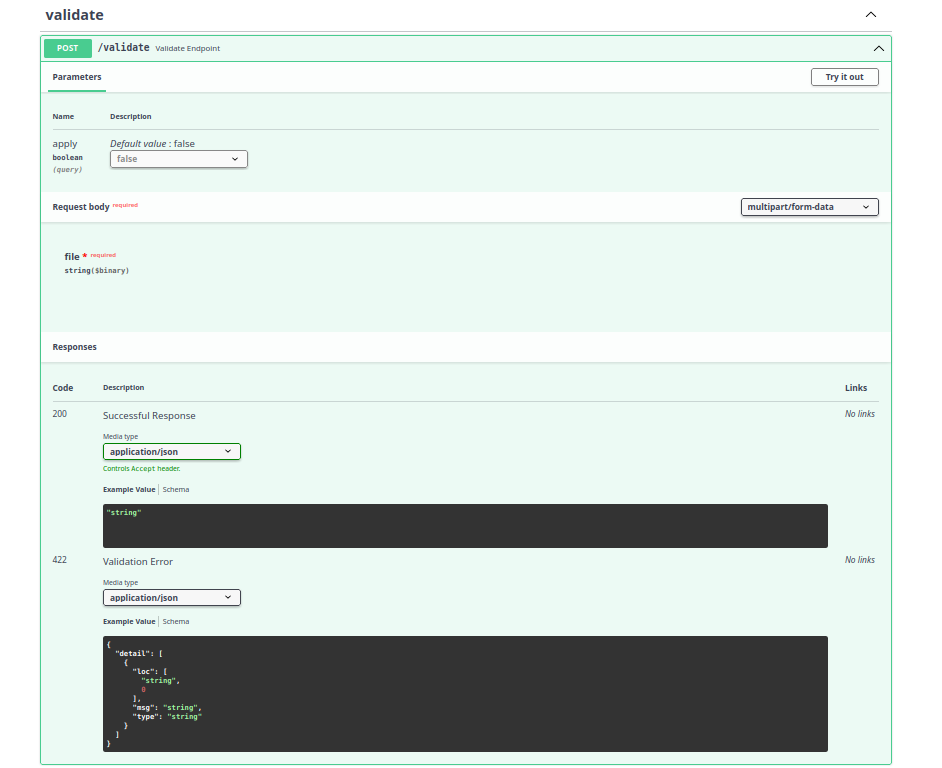 validate
POST /validate Validate Endpoint
Parameters Try it out
Name Description
apply Default value : false
boolean false
(query)
Request body required multipart/form-data
file * required
string($binary)
Responses
Code Description Links
200 Successful Response No links
Media type
application/json
Controls Accept header.
Example Value Schema
"string"
422 Validation Error No links
Media type
application/json
Example Value Schema
{
"detail": [
{
"loc": [
"string",
0
],
"msg": "string",
"type": "string"
}
]
}